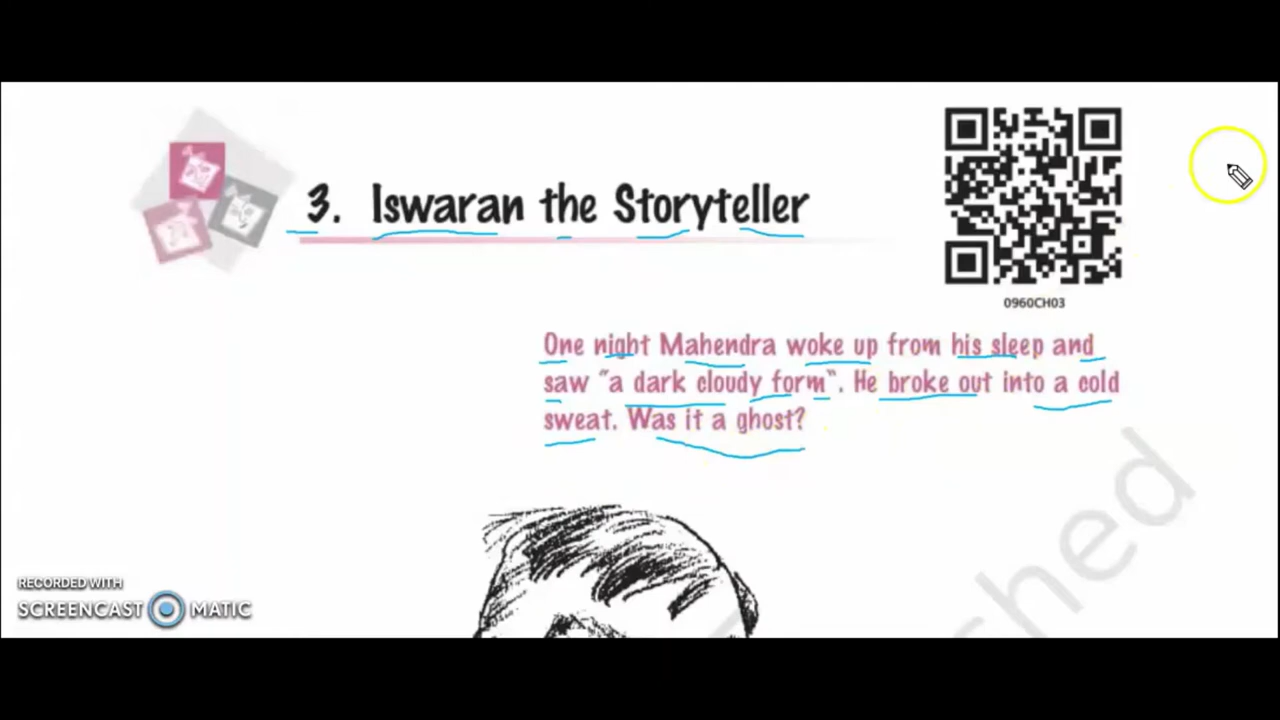 3. Iswaran the Storyteller
0960CH03
One night Mahendra woke up from his sleep and
saw "a dark cloudy form". He broke out into a cold
sweat. Was it a ghost?
shed
RECORDED WITH
SCREENCAST MATIC